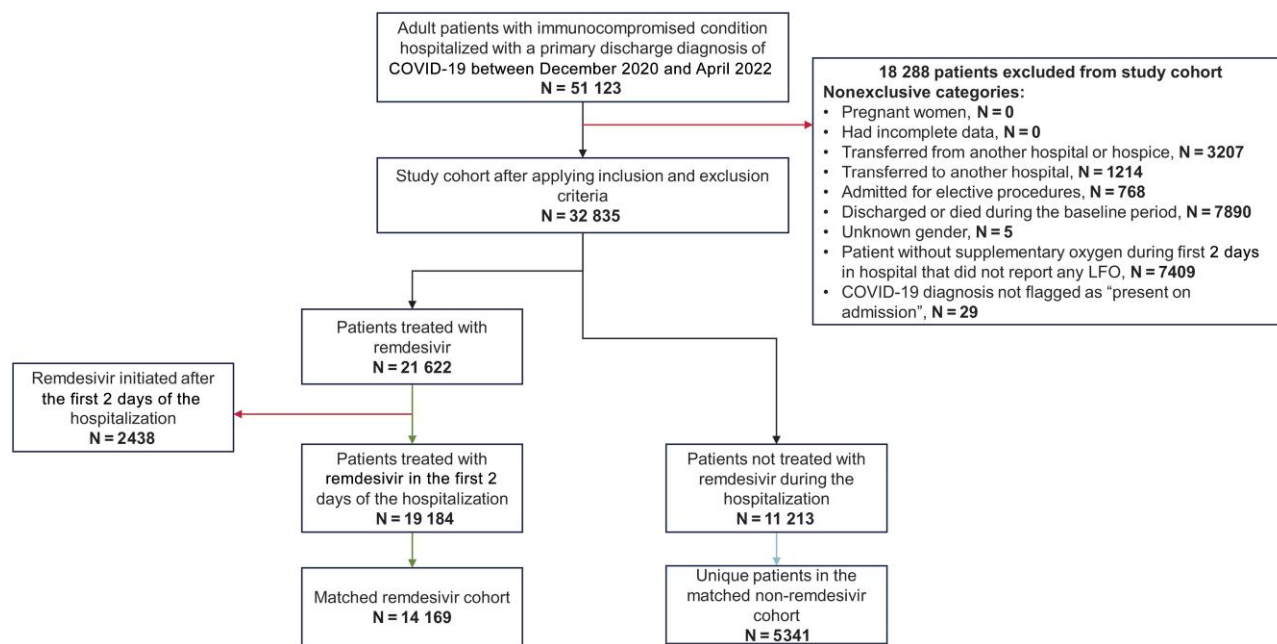 Adult patients with immunocompromised condition
hospitalized with a primary discharge diagnosis of
COVID-19 between December 2020 and April 2022
N = 51 123
18 288 patients excluded from study cohort
Nonexclusive categories:
• Pregnant women, N = 0
• Had incomplete data, N = 0
• Transferred from another hospital or hospice, N = 3207
• Transferred to another hospital, N = 1214
• Admitted for elective procedures, N = 768
• Discharged or died during the baseline period, N = 7890
• Unknown gender, N = 5
• Patient without supplementary oxygen during first 2 days
in hospital that did not report any LFO, N = 7409
• COVID-19 diagnosis not flagged as “present on
admission”, N = 29
Study cohort after applying inclusion and exclusion
criteria
N = 32 835
Patients treated with
remdesivir
N = 21 622
Remdesivir initiated after
the first 2 days of the
hospitalization
N = 2438
Patients treated with
remdesivir in the first 2
days of the hospitalization
N = 19 184
Patients not treated with
remdesivir during the
hospitalization
N = 11 213
Matched remdesivir cohort
N = 14 169
Unique patients in the
matched non-remdesivir
cohort
N = 5341